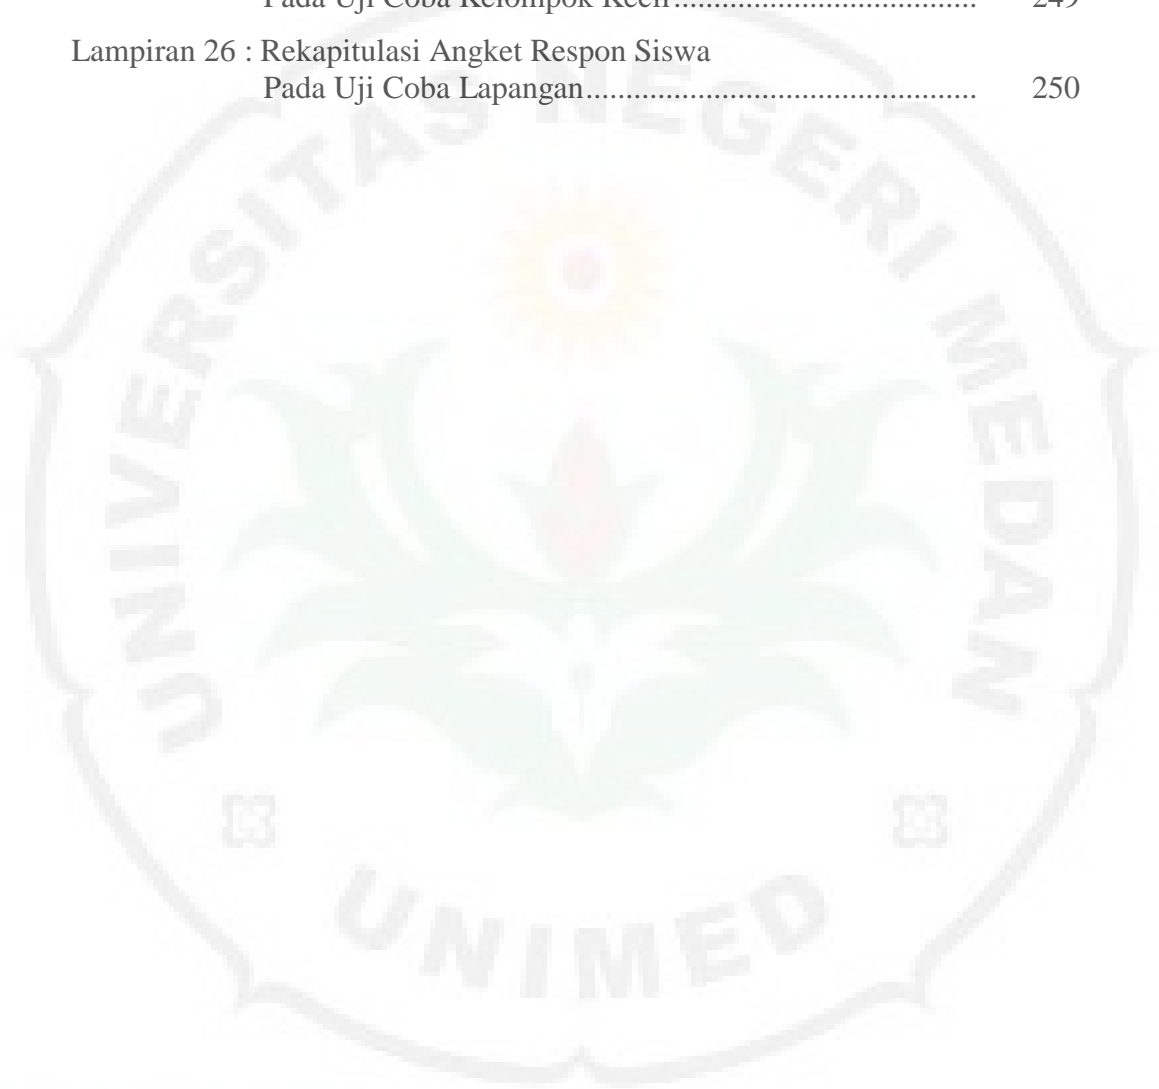 Pada Uji Coba Kelompok Kecil..................................... 249
Lampiran 26 : Rekapitulasi Angket Respon Siswa
Pada Uji Coba Lapangan............................................... 250
UNIVERSITAS NEGERI MEDAN
UNIMED